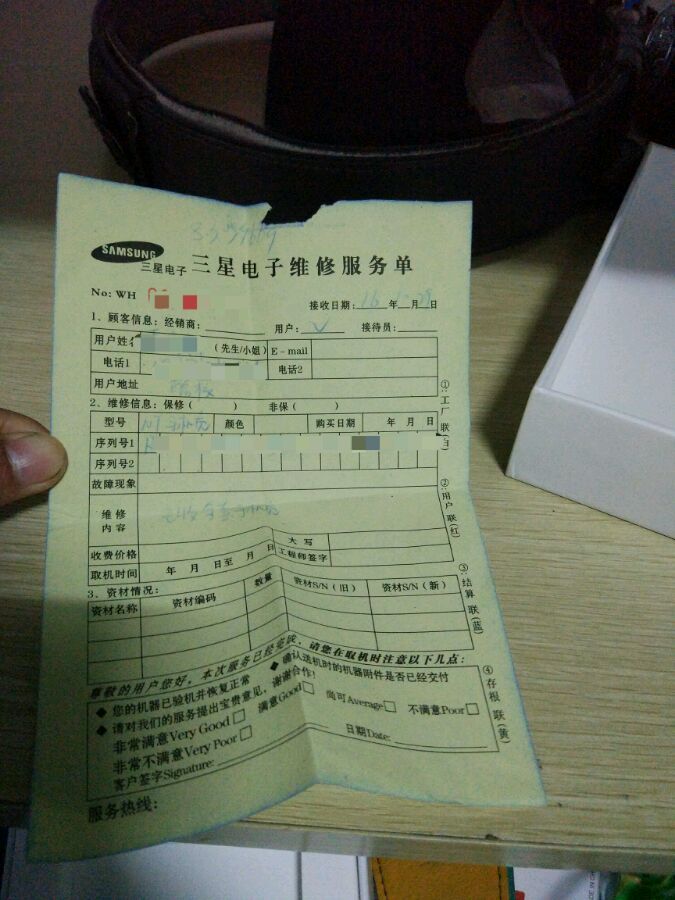 SAMSUNG
三星电子 三星电子维修服务单
No: WH
接收日期: 16 年 月 日
1、顾客信息: 经销商: 用户: √ 接待员:
用户姓名 (先生/小姐) E-mail
电话1 电话2
用户地址
2、维修信息: 保修( ) 非保( )
型号 颜色 购买日期 年 月 日
序列号1
序列号2
故障现象
维修内容
收费价格 大写
取机时间 年 月 日至 月 日 工程师签字
3、资材情况:
资材名称 资材编码 数量 资材S/N(旧) 资材S/N(新)
尊敬的用户您好,本次服务已经完成,请您在取机时注意以下几点:
◆ 您的机器已验机并恢复正常 ◆ 确认送机时的机器附件是否已经交付
◆ 请对我们的服务提出宝贵意见,谢谢合作!
非常满意Very Good□ 满意Good□ 尚可Average□ 不满意Poor□
非常不满意Very Poor□
客户签字Signature: 日期Date:
服务热线:
①工厂联(白)
②用户联(红)
③结算联(蓝)
④存根联(黄)
MADE IN